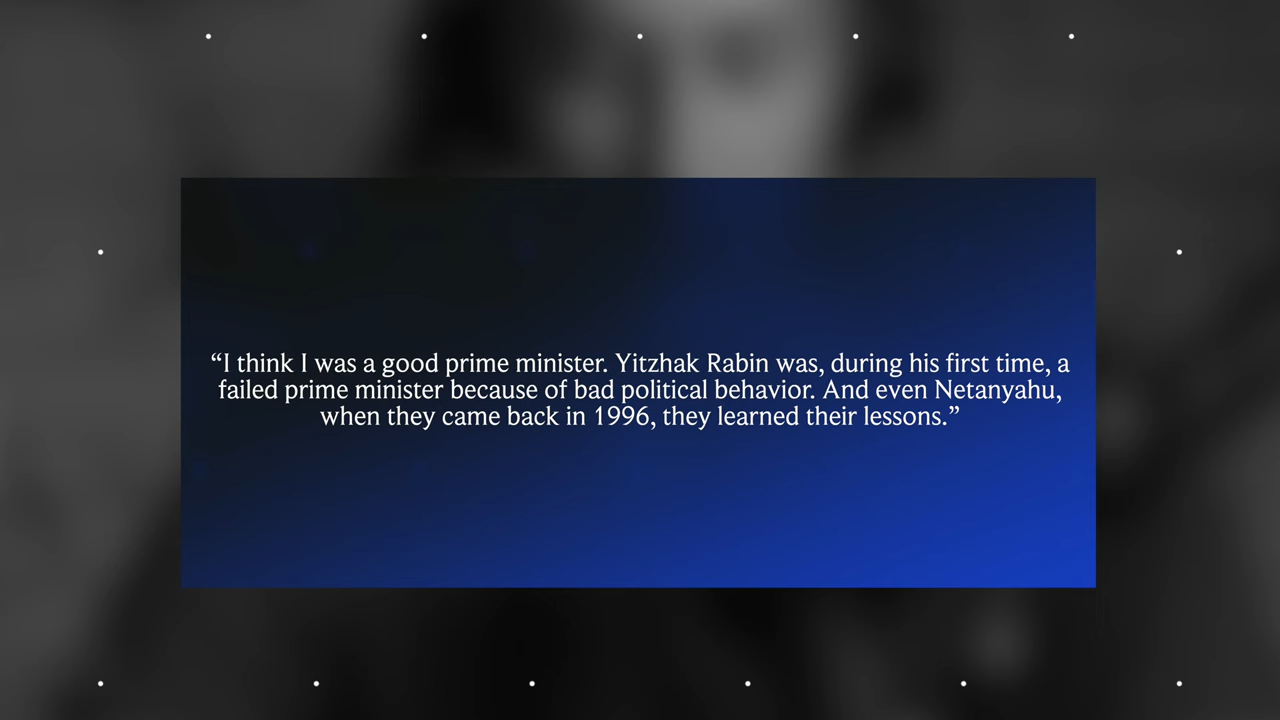 “I think I was a good prime minister. Yitzhak Rabin was, during his first time, a
failed prime minister because of bad political behavior. And even Netanyahu,
when they came back in 1996, they learned their lessons.”